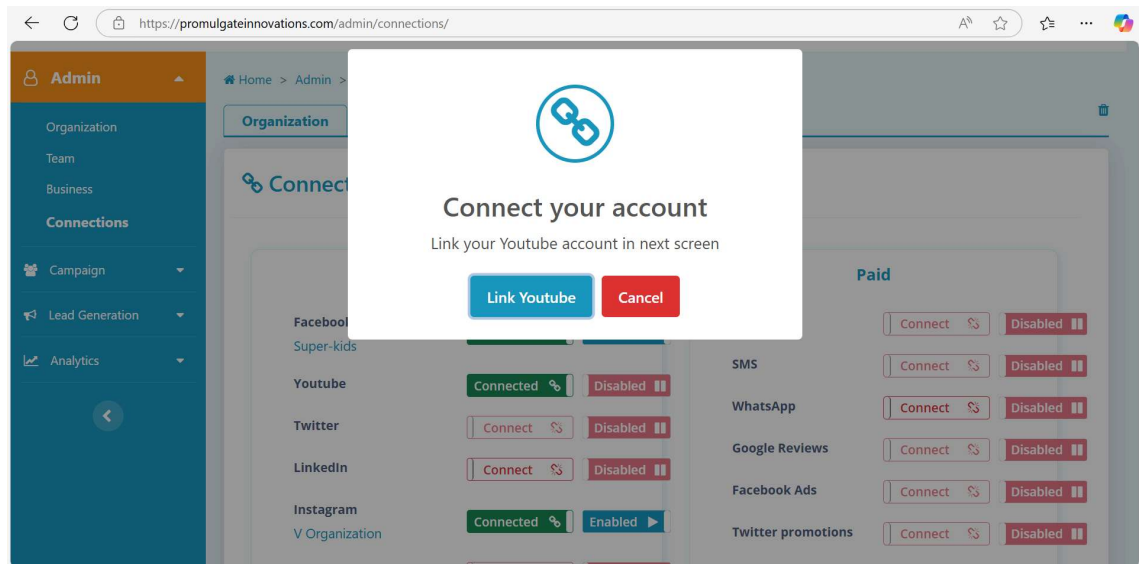 https://promulgateinnovations.com/admin/connections/
Admin
Home > Admin >
Organization
Organization
Team
Business
Connections
Campaign
Lead Generation
Analytics
Connect your account
Link your Youtube account in next screen
Link Youtube
Cancel
Paid
Super-kids
Connect Disabled
Youtube Connected Disabled
Twitter Connect Disabled
LinkedIn Connect Disabled
Instagram
V Organization
Connected Enabled
SMS Connect Disabled
WhatsApp Connect Disabled
Google Reviews Connect Disabled
Facebook Ads Connect Disabled
Twitter promotions Connect Disabled